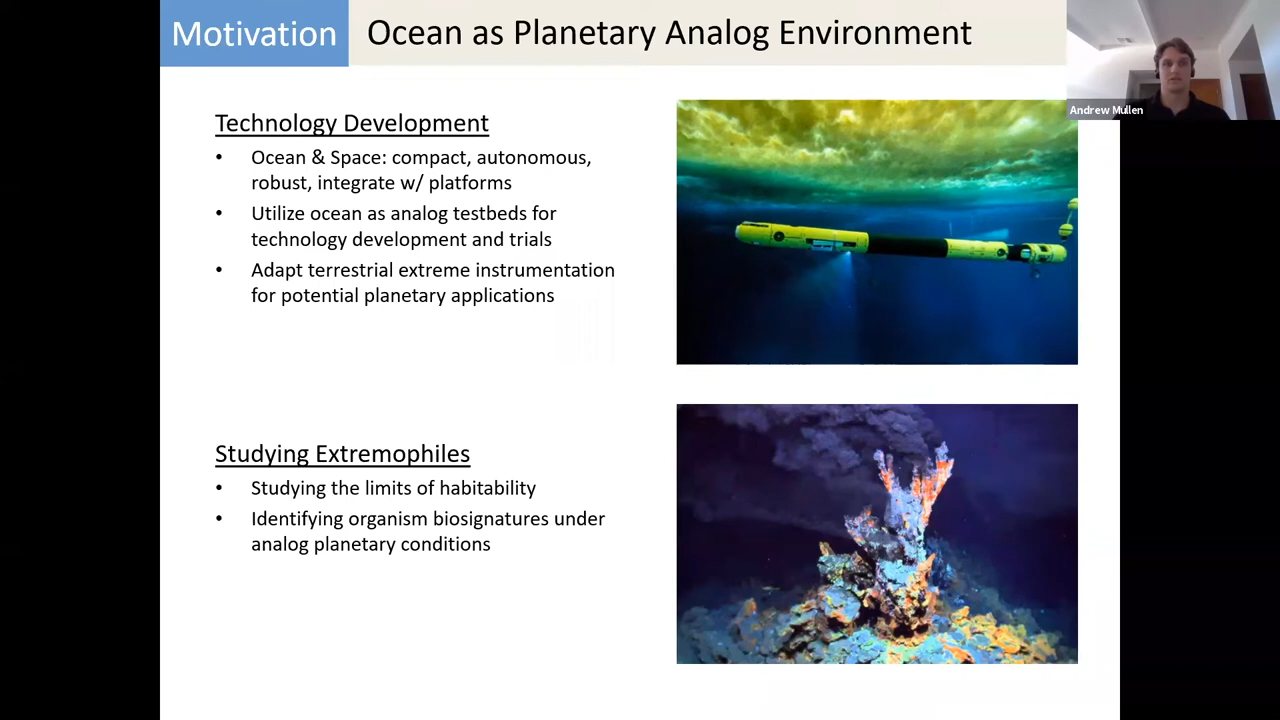 Motivation
Ocean as Planetary Analog Environment
Andrew Mullen
Technology Development
• Ocean & Space: compact, autonomous,
robust, integrate w/ platforms
• Utilize ocean as analog testbeds for
technology development and trials
• Adapt terrestrial extreme instrumentation
for potential planetary applications
Studying Extremophiles
• Studying the limits of habitability
• Identifying organism biosignatures under
analog planetary conditions